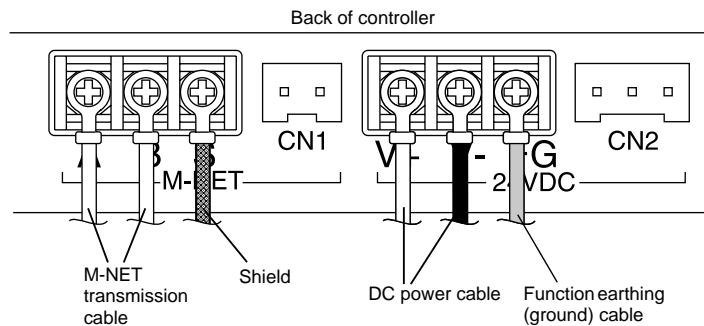 Back of controller
CN1
CN2
M-NET
24VDC
M-NET
transmission
cable
Shield
DC power cable
Function earthing
(ground) cable